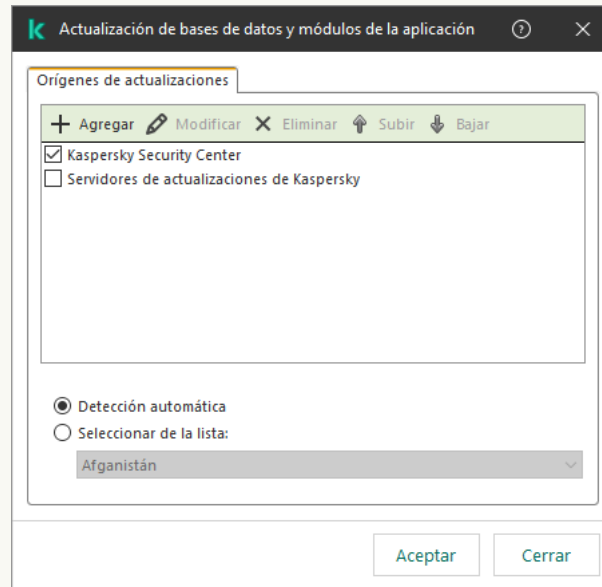 Actualización de bases de datos y módulos de la aplicación
Orígenes de actualizaciones
Agregar Modificar Eliminar Subir Bajar
Kaspersky Security Center
Servidores de actualizaciones de Kaspersky
Detección automática
Seleccionar de la lista:
Afganistán
Aceptar Cerrar